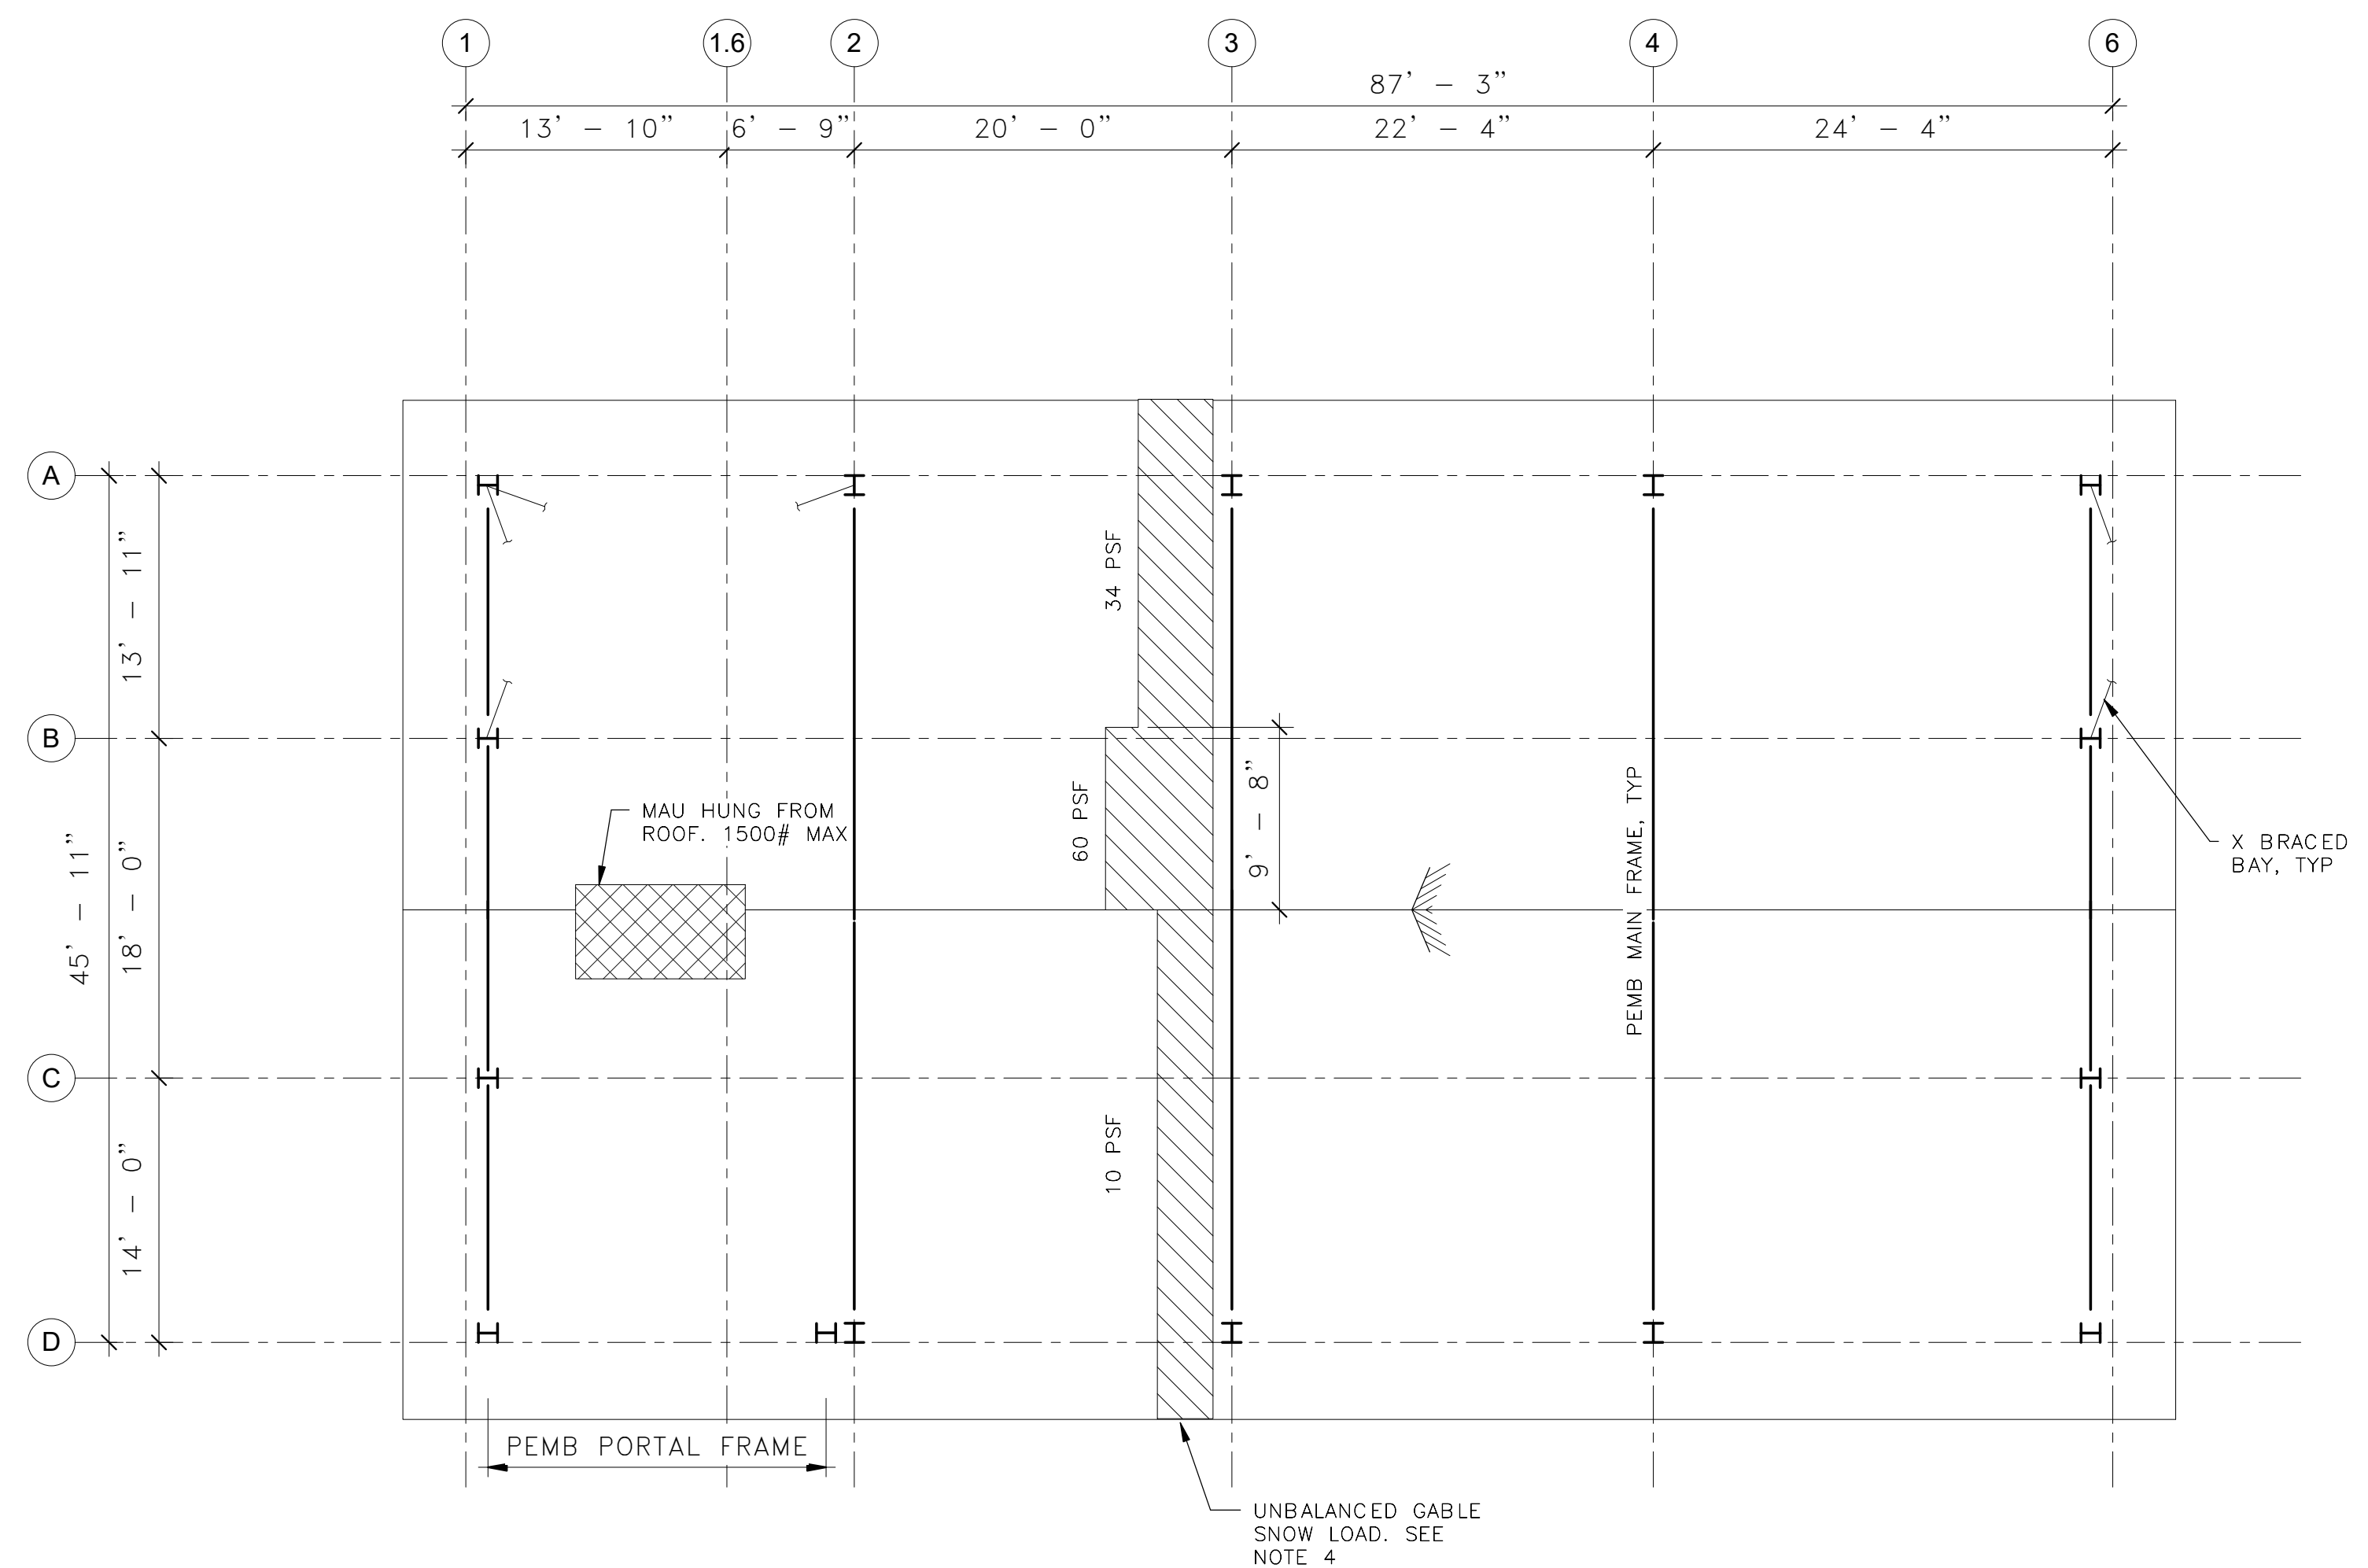 1
1.6
2
3
4
6
87' - 3"
13' - 10"
6' - 9"
20' - 0"
22' - 4"
24' - 4"
A
B
C
D
13' - 11"
18' - 0"
14' - 0"
45' - 11"
34 PSF
60 PSF
10 PSF
9' - 8"
MAU HUNG FROM
ROOF. 1500# MAX
PEMB MAIN FRAME, TYP
X BRACED
BAY, TYP
PEMB PORTAL FRAME
UNBALANCED GABLE
SNOW LOAD. SEE
NOTE 4